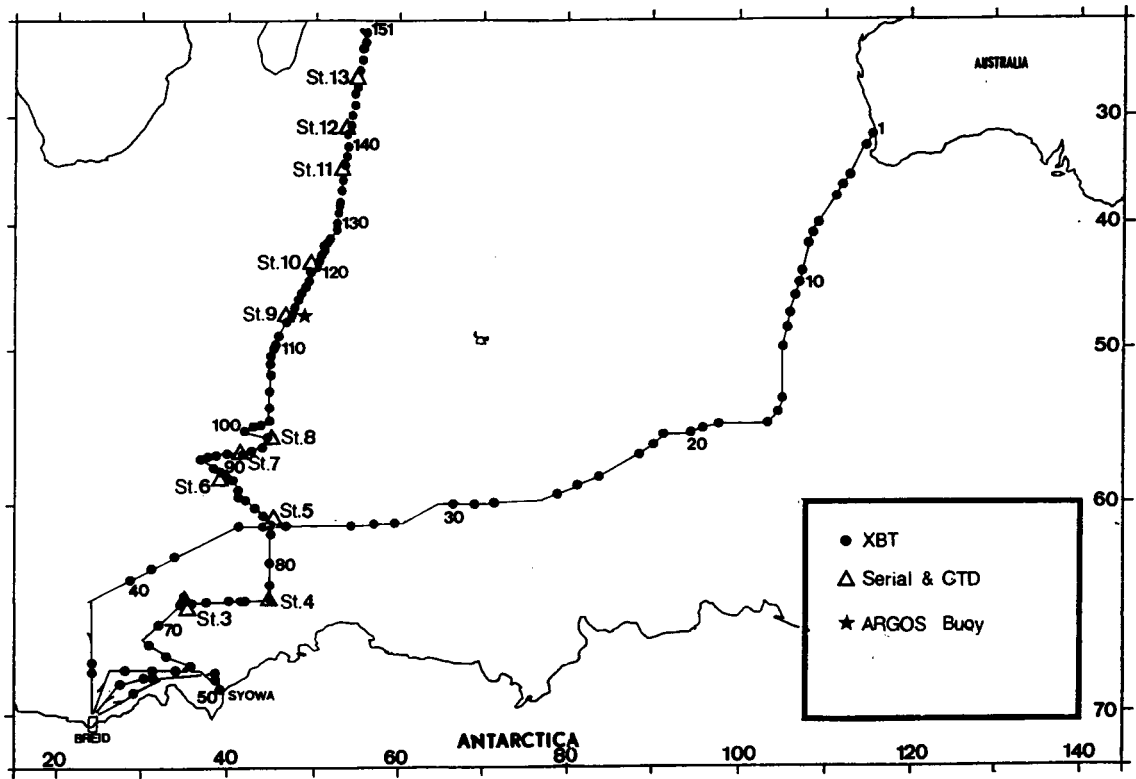 151
St.13
AUSTRALIA
30
St.12
1
140
St.11
130
40
St.10
120
10
St.9
110
50
100
St.8
20
St.7
90
St.6
60
St.5
30
XBT
80
Serial & CTD
40
St.4
St.3
ARGOS Buoy
70
50
SYOWA
70
BREID
ANTARCTICA
20
40
60
80
100
120
140